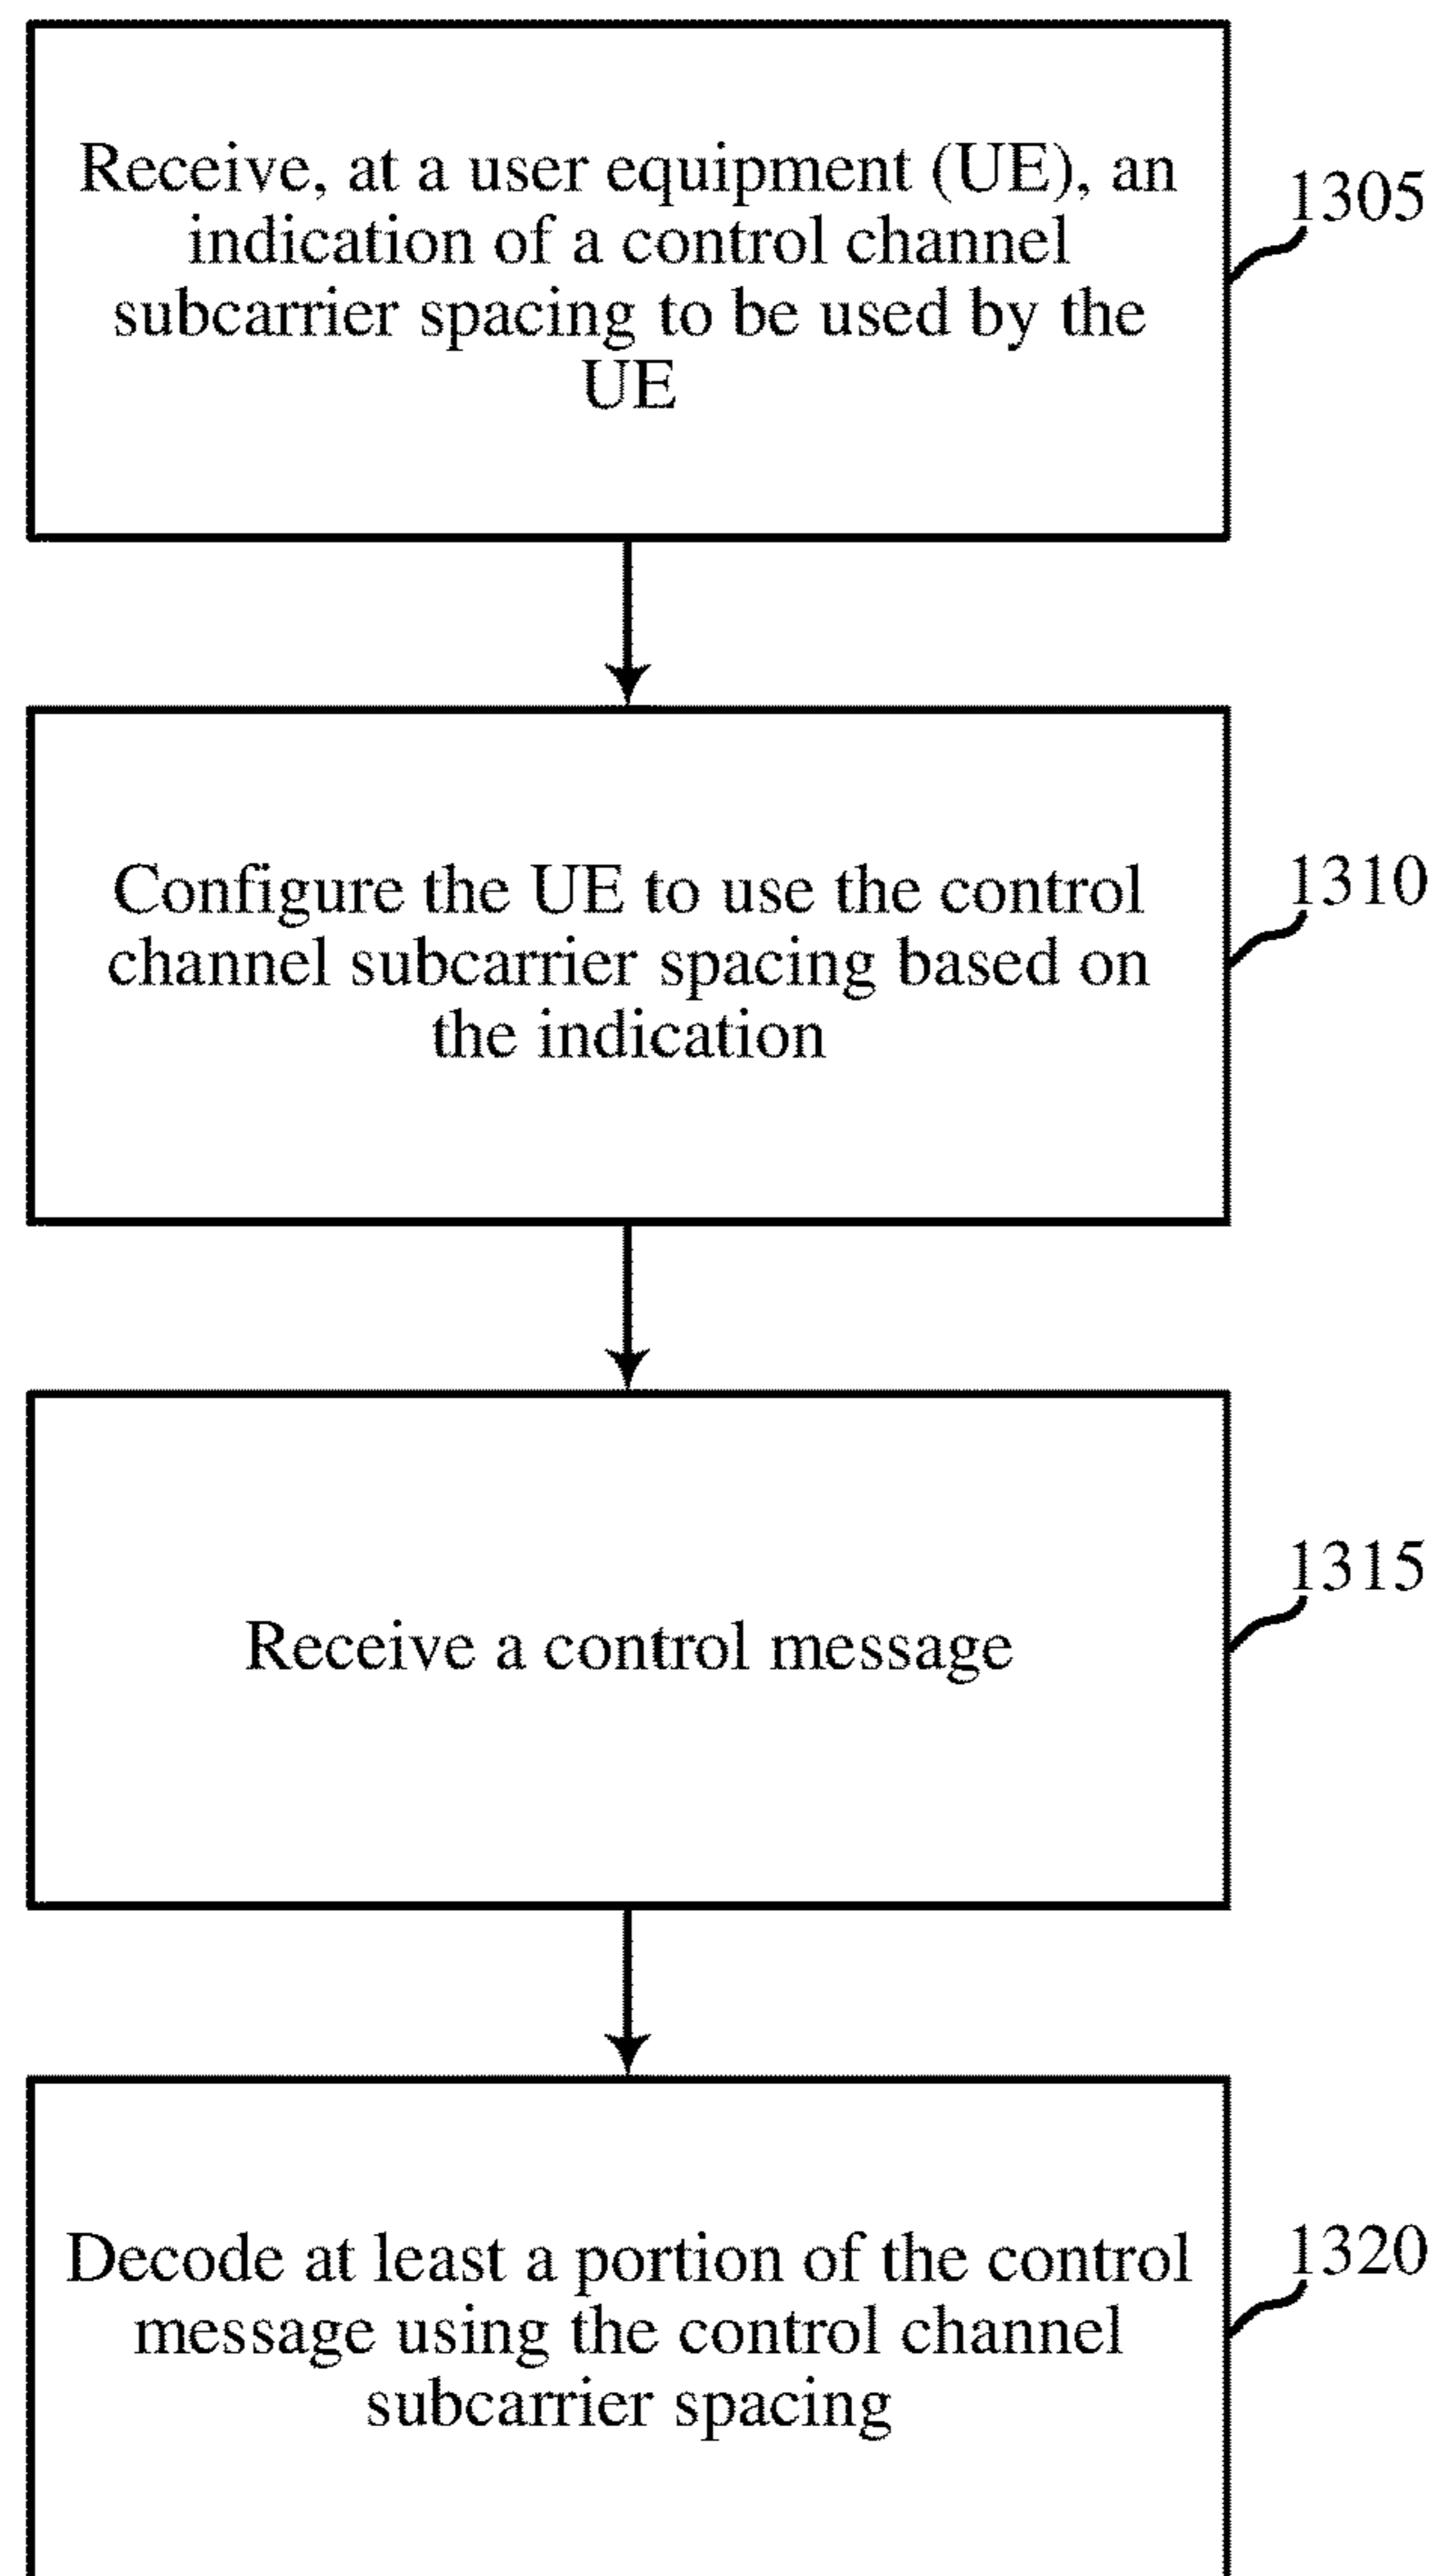 Receive, at a user equipment (UE), an
indication of a control channel
subcarrier spacing to be used by the
UE
1305
Configure the UE to use the control
channel subcarrier spacing based on
the indication
1310
Receive a control message
1315
Decode at least a portion of the control
message using the control channel
subcarrier spacing
1320